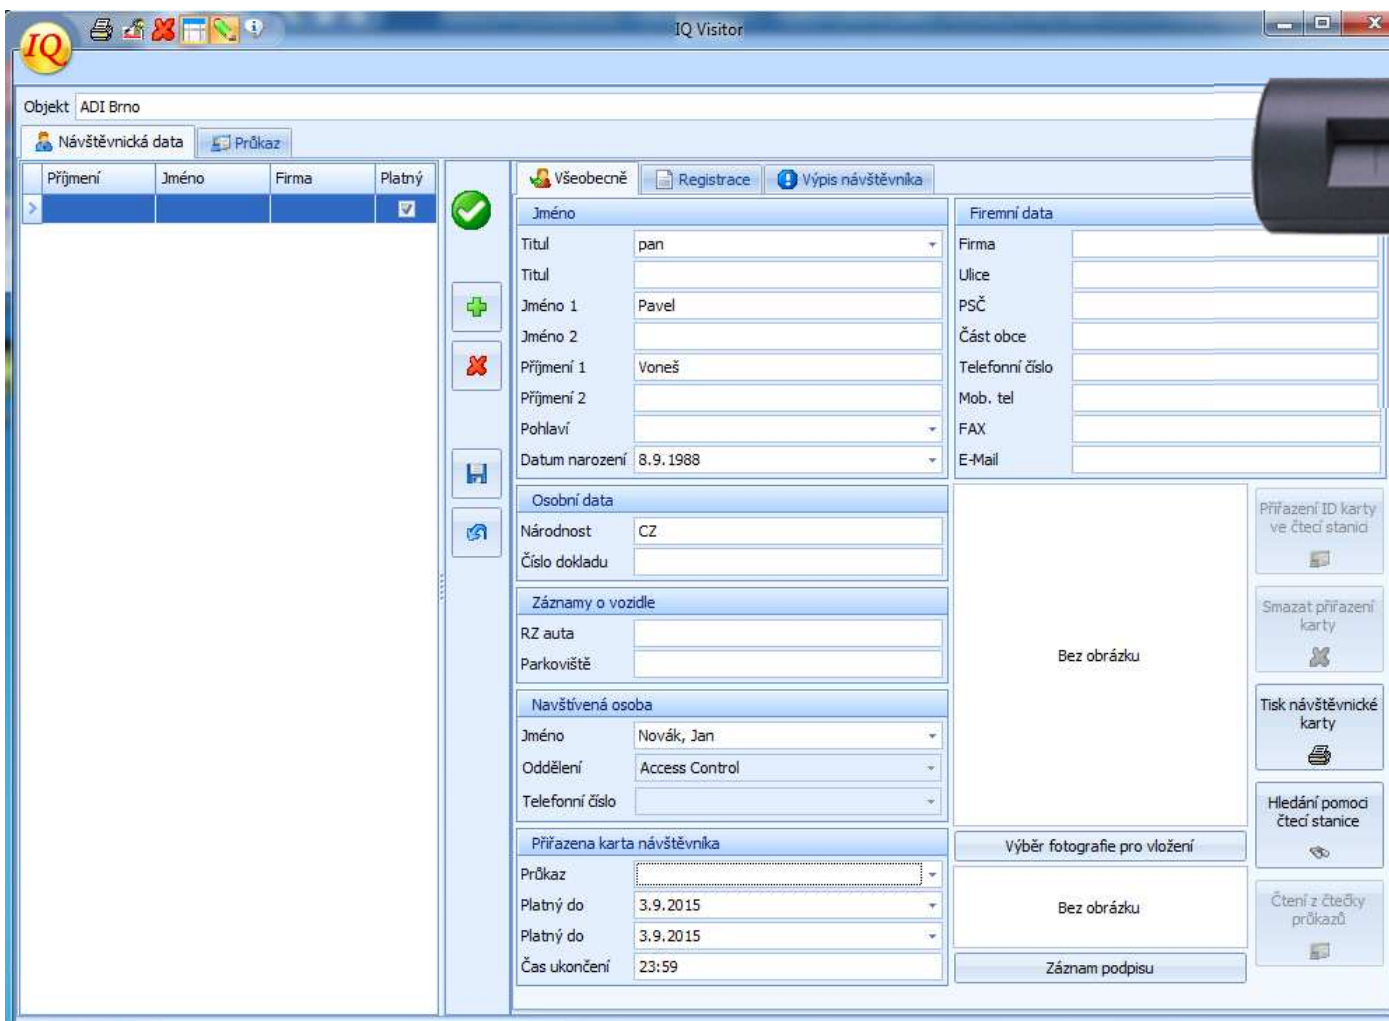 IQ
IQ Visitor
Objekt ADI Brno
Návštěvnická data Průkaz
Příjmení Jméno Firma Platný
Všeobecně Registrace Výpis návštěvníka
Jméno
Titul pan
Titul
Jméno 1 Pavel
Jméno 2
Příjmení 1 Voneš
Příjmení 2
Pohlaví
Datum narození 8.9.1988
Firemní data
Firma
Ulice
PSČ
Část obce
Telefonní číslo
Mob. tel
FAX
E-Mail
Osobní data
Národnost CZ
Číslo dokladu
Záznamy o vozidle
RZ auta
Parkoviště
Navštívená osoba
Jméno Novák, Jan
Oddělení Access Control
Telefonní číslo
Přiřazena karta návštěvníka
Průkaz
Platný do 3.9.2015
Platný do 3.9.2015
Čas ukončení 23:59
Bez obrázku
Výběr fotografie pro vložení
Bez obrázku
Záznam podpisu
Přiřazení ID karty
ve čtecí stanici
Smazat přiřazení
karty
Tisk návštěvnické
karty
Hledání pomoci
čtecí stanice
Čtení z čtečky
průkazů